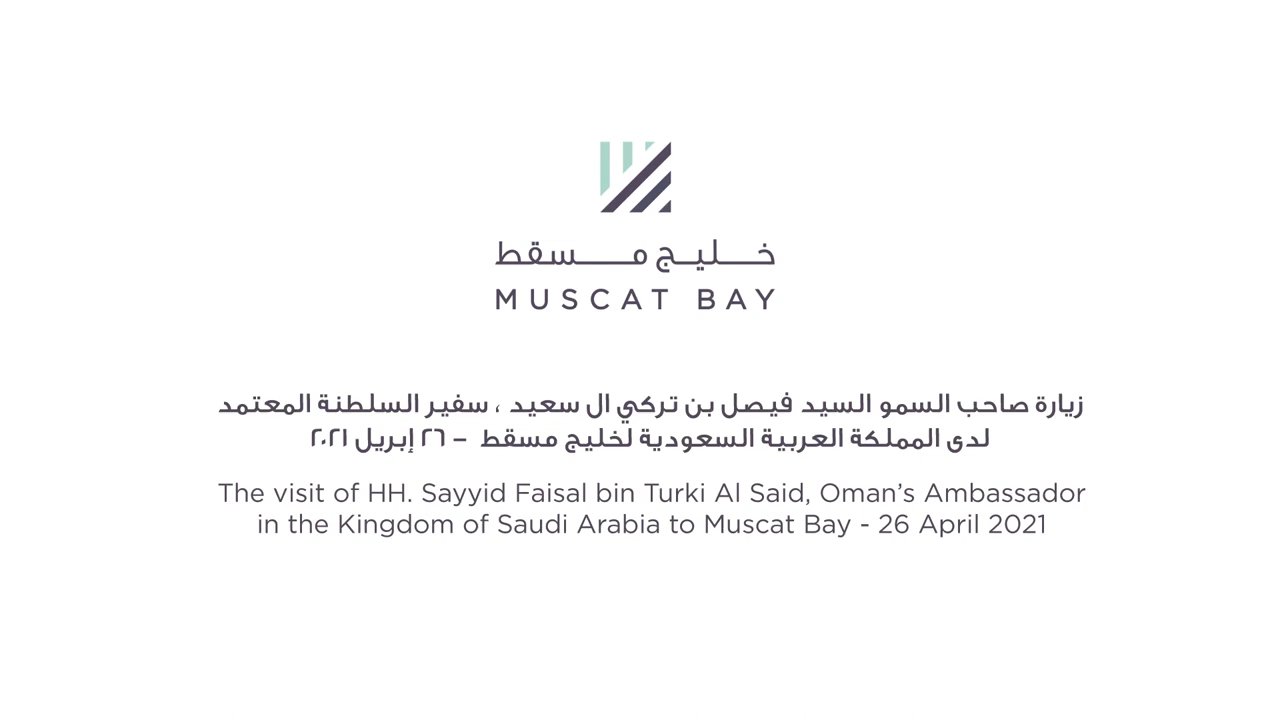 خليج مسقط
MUSCAT BAY
زيارة صاحب السمو السيد فيصل بن تركي ال سعيد ، سفير السلطنة المعتمد
لدى المملكة العربية السعودية لخليج مسقط – ٢٦ إبريل ٢٠٢١
The visit of HH. Sayyid Faisal bin Turki Al Said, Oman’s Ambassador
in the Kingdom of Saudi Arabia to Muscat Bay - 26 April 2021